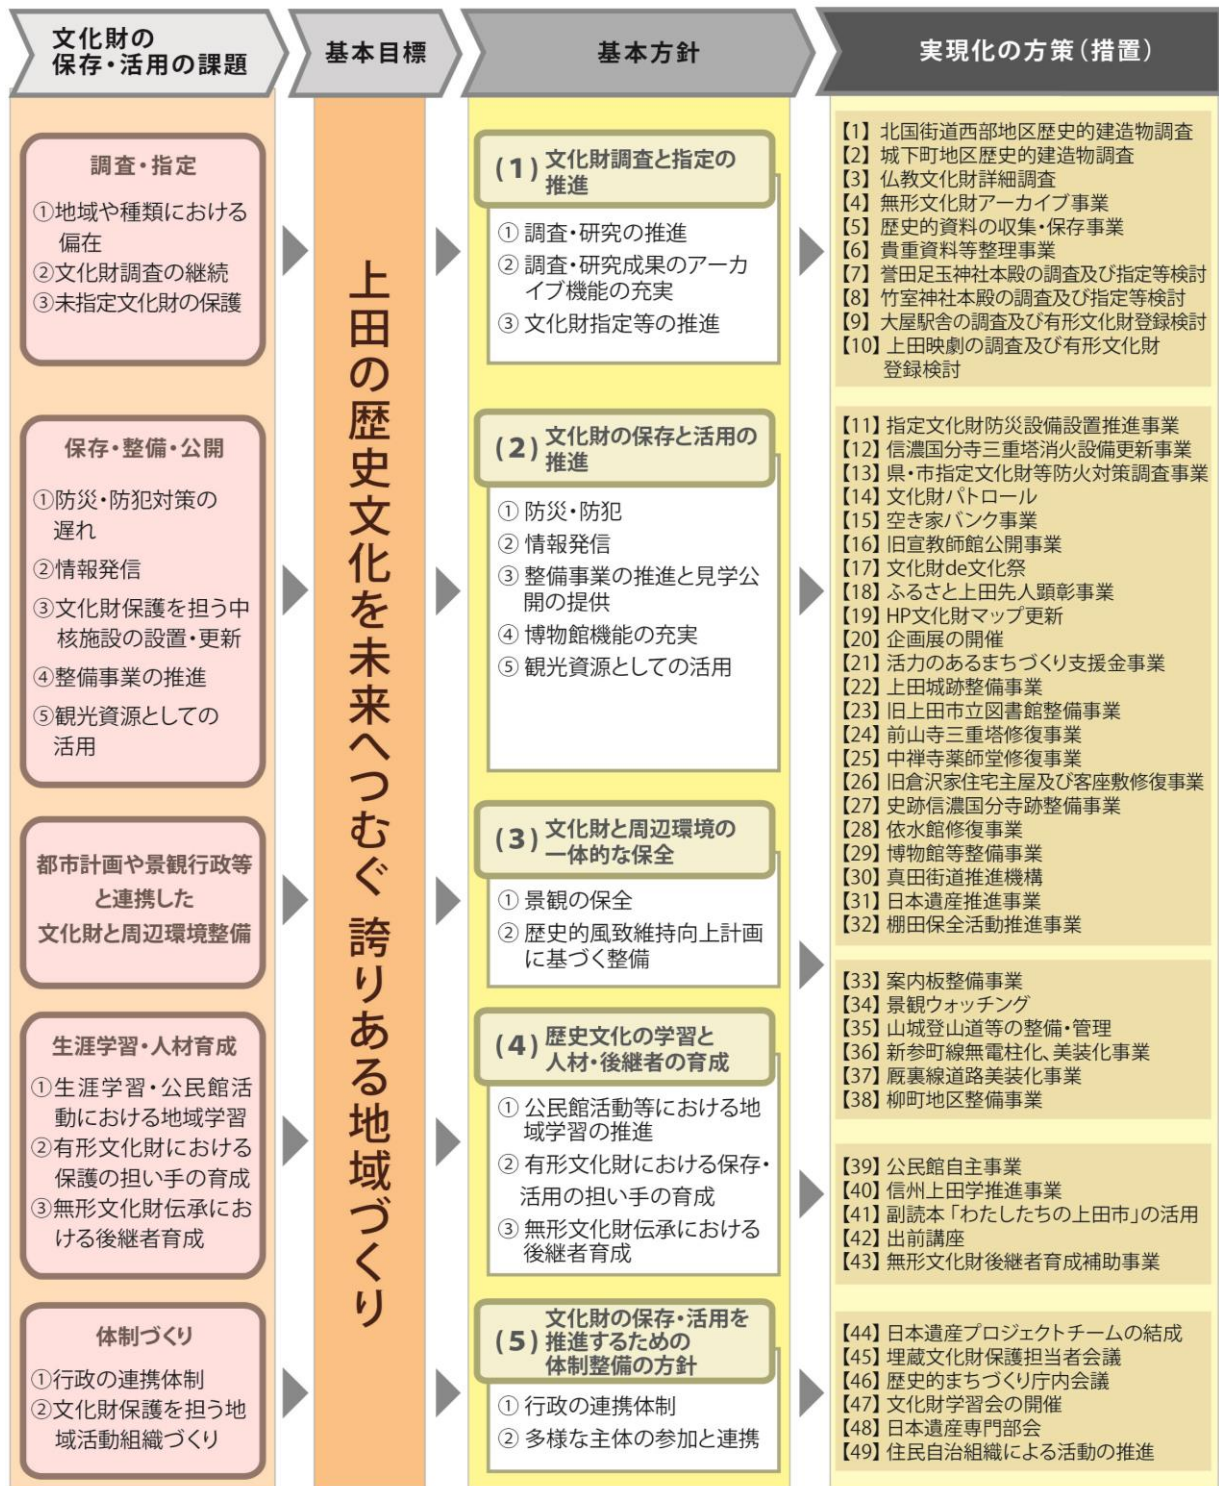 文化財の
保存・活用の課題
基本目標
基本方針
実現化の方策（措置）
調査・指定
①地域や種類における
偏在
②文化財調査の継続
③未指定文化財の保護
保存・整備・公開
①防災・防犯対策の
遅れ
②情報発信
③文化財保護を担う中
核施設の設置・更新
④整備事業の推進
⑤観光資源としての
活用
都市計画や景観行政等
と連携した
文化財と周辺環境整備
生涯学習・人材育成
①生涯学習・公民館活
動における地域学習
②有形文化財における
保護の担い手の育成
③無形文化財伝承にお
ける後継者育成
体制づくり
①行政の連携体制
②文化財保護を担う地
域活動組織づくり
上田の歴史文化を未来へつむぐ 誇りある地域づくり
(1) 文化財調査と指定の
推進
① 調査・研究の推進
② 調査・研究成果のアーカ
イブ機能の充実
③ 文化財指定等の推進
(2) 文化財の保存と活用の
推進
① 防災・防犯
② 情報発信
③ 整備事業の推進と見学公
開の提供
④ 博物館機能の充実
⑤ 観光資源としての活用
(3) 文化財と周辺環境の
一体的な保全
① 景観の保全
② 歴史的風致維持向上計画
に基づく整備
(4) 歴史文化の学習と
人材・後継者の育成
① 公民館活動等における地
域学習の推進
② 有形文化財における保存・
活用の担い手の育成
③ 無形文化財伝承における
後継者育成
(5) 文化財の保存・活用を
推進するための
体制整備の方針
① 行政の連携体制
② 多様な主体の参加と連携
【1】北国街道西部地区歴史的建造物調査
【2】城下町地区歴史的建造物調査
【3】仏教文化財詳細調査
【4】無形文化財アーカイブ事業
【5】歴史的資料の収集・保存事業
【6】貴重資料等整理事業
【7】誉田足玉神社本殿の調査及び指定等検討
【8】竹室神社本殿の調査及び指定等検討
【9】大屋駅舎の調査及び有形文化財登録検討
【10】上田映劇の調査及び有形文化財
登録検討
【11】指定文化財防災設備設置推進事業
【12】信濃国分寺三重塔消火設備更新事業
【13】県・市指定文化財等防火対策調査事業
【14】文化財パトロール
【15】空き家バンク事業
【16】旧宣教師館公開事業
【17】文化財de文化祭
【18】ふるさと上田先人顕彰事業
【19】HP文化財マップ更新
【20】企画展の開催
【21】活力のあるまちづくり支援金事業
【22】上田城跡整備事業
【23】旧上田市立図書館整備事業
【24】前山寺三重塔修復事業
【25】中禅寺薬師堂修復事業
【26】旧倉沢家住宅主屋及び客座敷修復事業
【27】史跡信濃国分寺跡整備事業
【28】依水館修復事業
【29】博物館等整備事業
【30】真田街道推進機構
【31】日本遺産推進事業
【32】棚田保全活動推進事業
【33】案内板整備事業
【34】景観ウォッチング
【35】山城登山道等の整備・管理
【36】新参町線無電柱化、美装化事業
【37】厩裏線道路美装化事業
【38】柳町地区整備事業
【39】公民館自主事業
【40】信州上田学推進事業
【41】副読本「わたしたちの上田市」の活用
【42】出前講座
【43】無形文化財後継者育成補助事業
【44】日本遺産プロジェクトチームの結成
【45】埋蔵文化財保護担当者会議
【46】歴史的まちづくり庁内会議
【47】文化財学習会の開催
【48】日本遺産専門部会
【49】住民自治組織による活動の推進